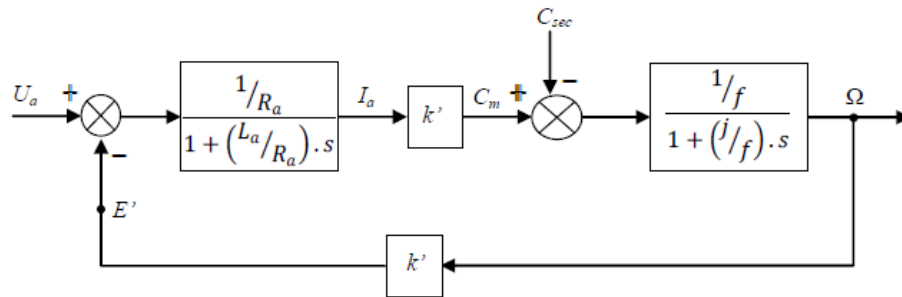 C_sec
U_a + − 
1/R_a
1 + (L_a/R_a).s
I_a
k'
C_m + −
1/f
1 + (j/f).s
Ω
E'
k'